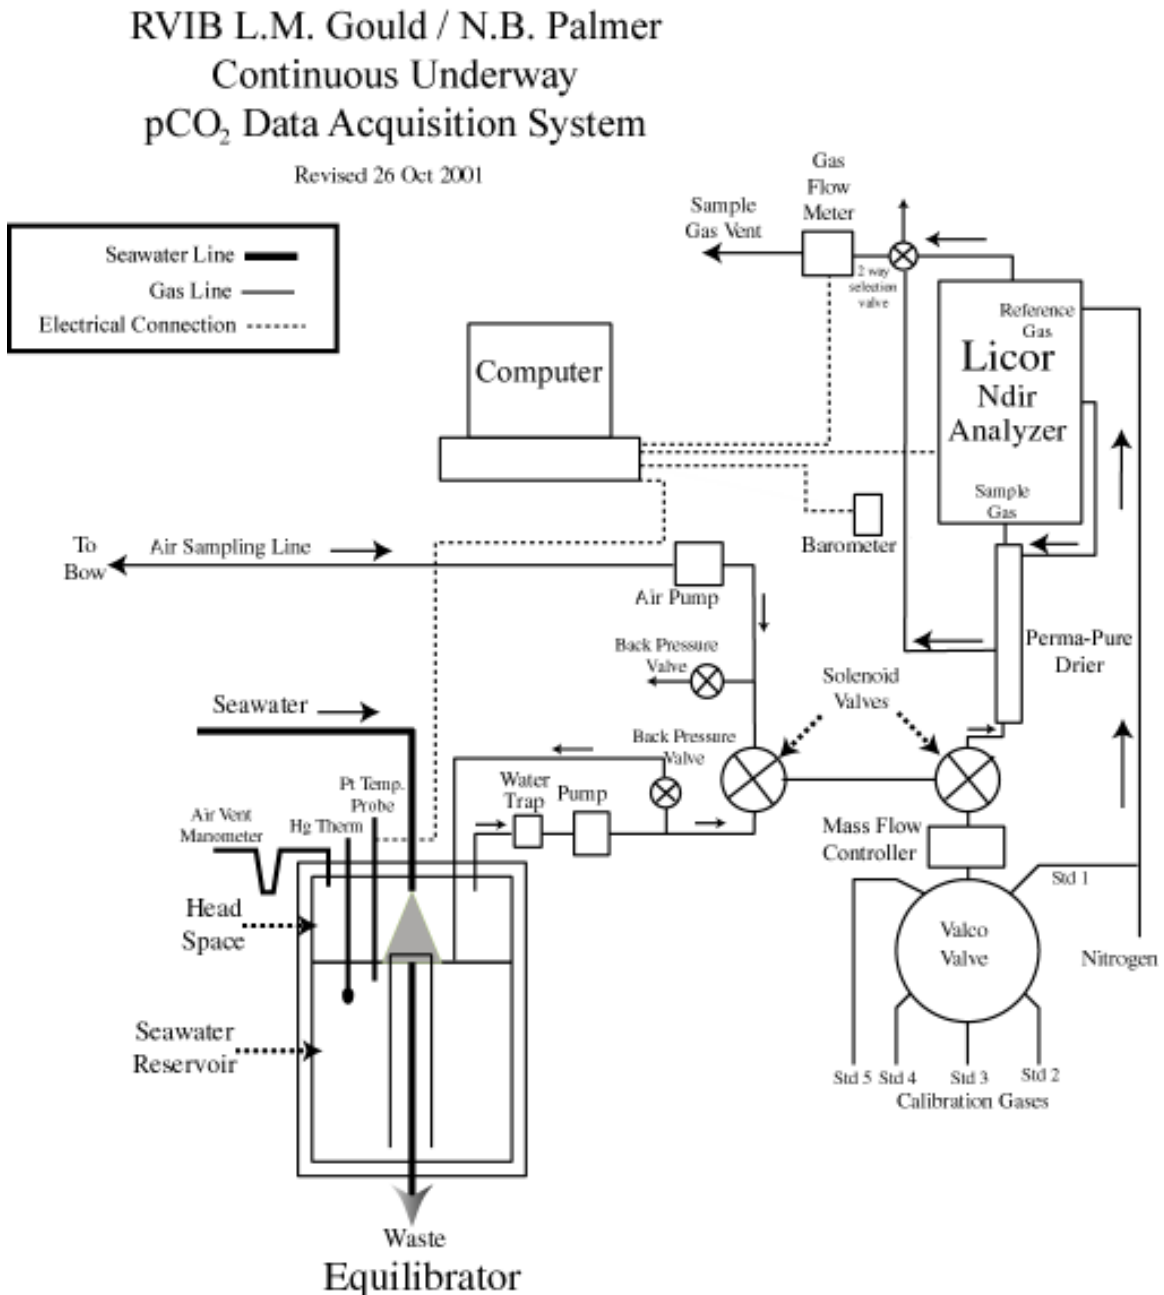 RVIB L.M. Gould / N.B. Palmer
Continuous Underway
pCO₂ Data Acquisition System
Revised 26 Oct 2001
Seawater Line
Gas Line
Electrical Connection
Gas
Flow
Meter
Sample
Gas Vent
2 way
selection
valve
Reference
Gas
Licor
Ndir
Analyzer
Sample
Gas
Computer
Barometer
To
Bow
Air Sampling Line
Air Pump
Back Pressure
Valve
Solenoid
Valves
Perma-Pure
Drier
Seawater
Back Pressure
Valve
Pt Temp.
Probe
Water
Trap
Pump
Air Vent
Manometer
Hg Therm
Mass Flow
Controller
Std 1
Head
Space
Valco
Valve
Nitrogen
Seawater
Reservoir
Std 5
Std 4
Std 3
Std 2
Calibration Gases
Waste
Equilibrator